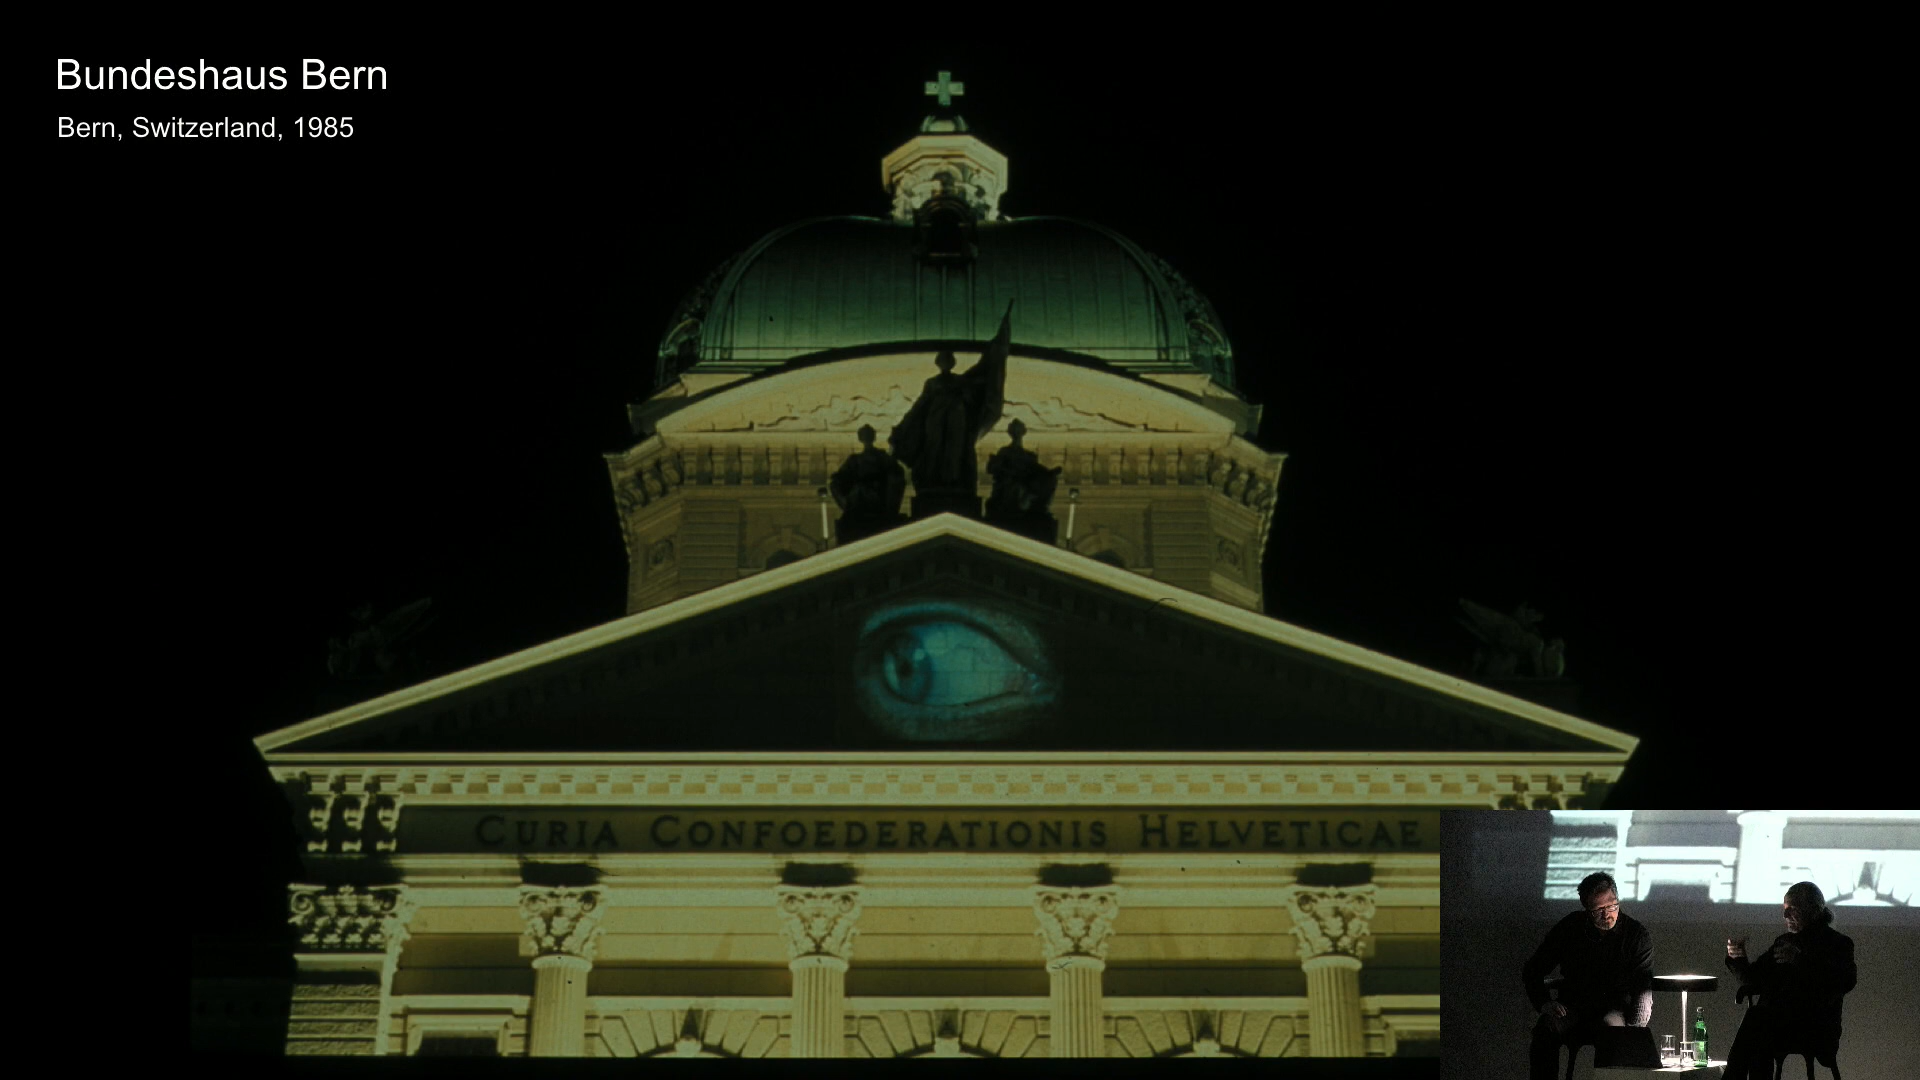 Bundeshaus Bern
Bern, Switzerland, 1985
CURIA CONFOEDERATIONIS HELVETICAE